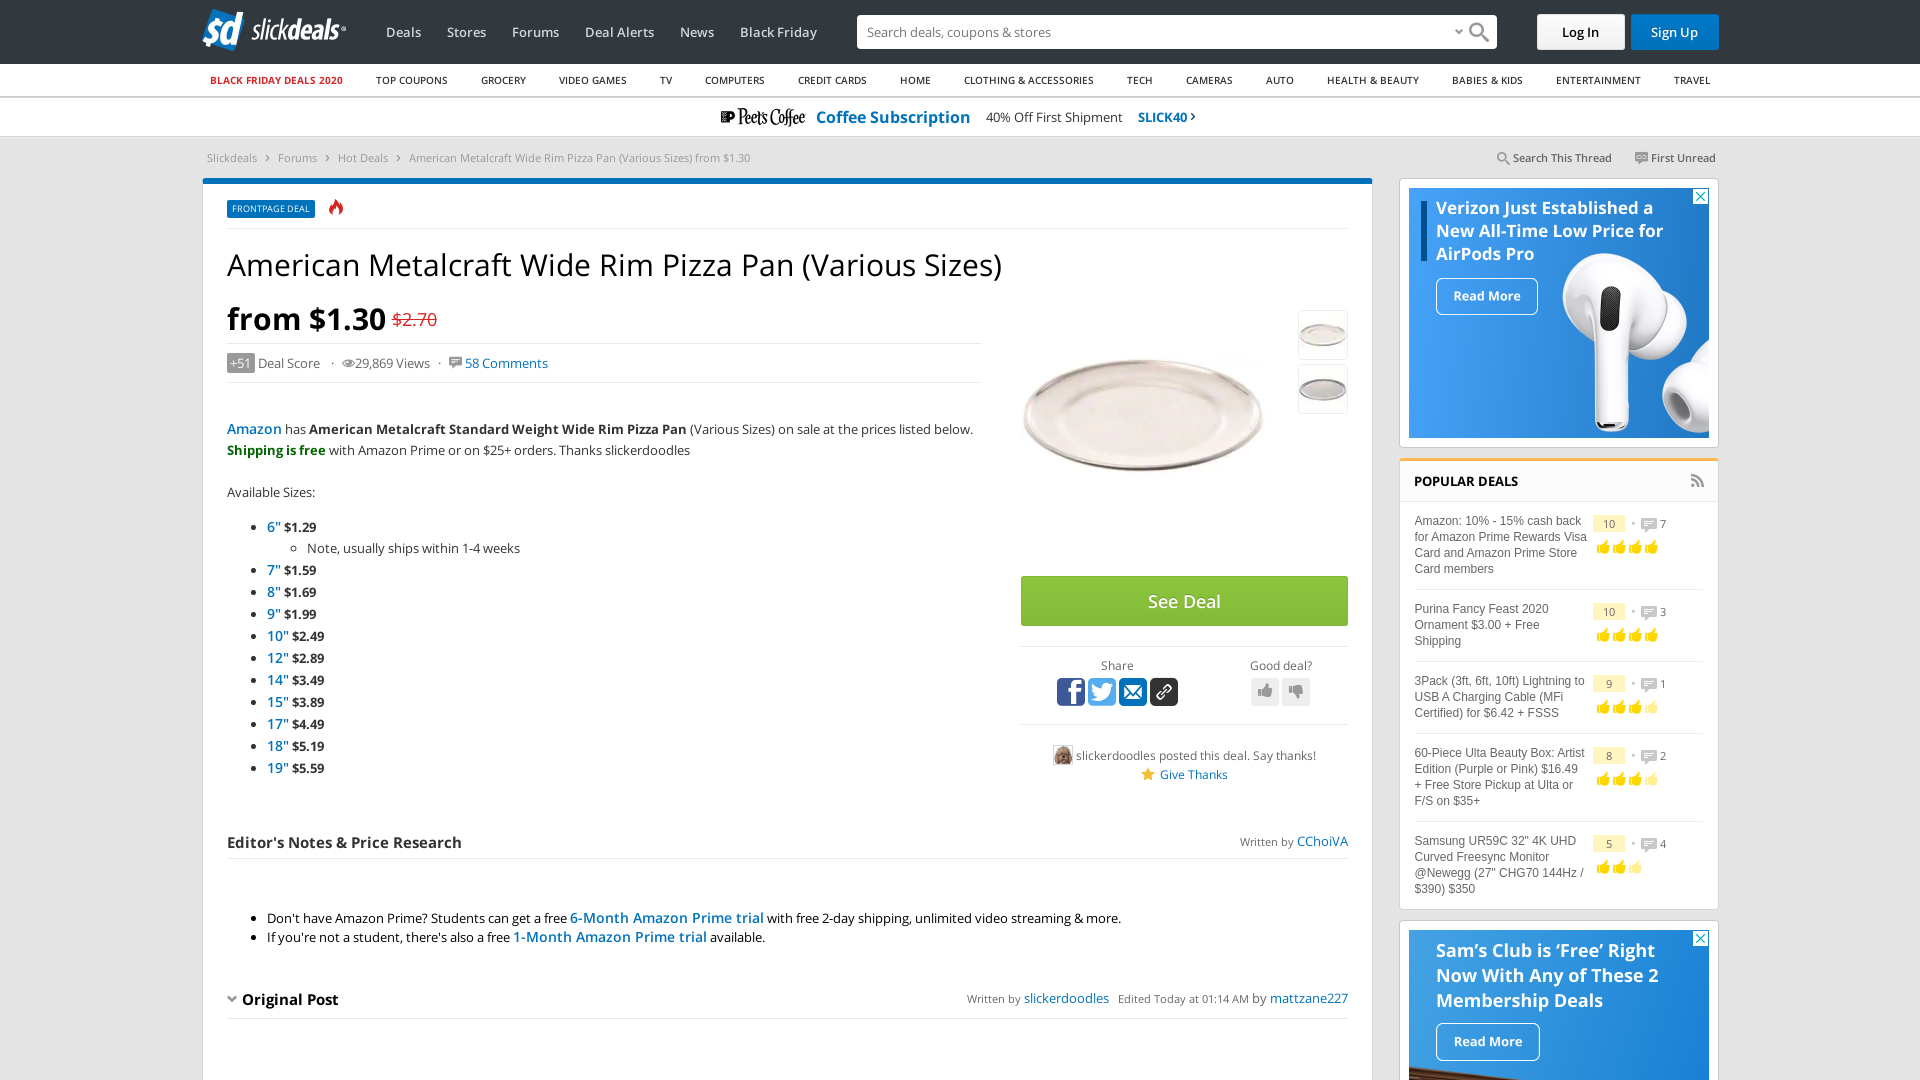 sd slickdeals
Deals Stores Forums Deal Alerts News Black Friday
Search deals, coupons & stores
Log In
Sign Up
BLACK FRIDAY DEALS 2020 TOP COUPONS GROCERY VIDEO GAMES TV COMPUTERS CREDIT CARDS HOME CLOTHING & ACCESSORIES TECH CAMERAS AUTO HEALTH & BEAUTY BABIES & KIDS ENTERTAINMENT TRAVEL
Peet's Coffee Coffee Subscription 40% Off First Shipment SLICK40
Slickdeals > Forums > Hot Deals > American Metalcraft Wide Rim Pizza Pan (Various Sizes) from $1.30
Search This Thread First Unread
FRONTPAGE DEAL
American Metalcraft Wide Rim Pizza Pan (Various Sizes)
from $1.30 $2.70
+51 Deal Score · 29,869 Views · 58 Comments
Amazon has American Metalcraft Standard Weight Wide Rim Pizza Pan (Various Sizes) on sale at the prices listed below.
Shipping is free with Amazon Prime or on $25+ orders. Thanks slickerdoodles
Available Sizes:
• 6" $1.29
Note, usually ships within 1-4 weeks
• 7" $1.59
• 8" $1.69
• 9" $1.99
• 10" $2.49
• 12" $2.89
• 14" $3.49
• 15" $3.89
• 17" $4.49
• 18" $5.19
• 19" $5.59
See Deal
Share Good deal?
slickerdoodles posted this deal. Say thanks!
Give Thanks
Editor's Notes & Price Research
Written by CChoiVA
• Don't have Amazon Prime? Students can get a free 6-Month Amazon Prime trial with free 2-day shipping, unlimited video streaming & more.
• If you're not a student, there's also a free 1-Month Amazon Prime trial available.
Original Post
Written by slickerdoodles Edited Today at 01:14 AM by mattzane227
Verizon Just Established a
New All-Time Low Price for
AirPods Pro
Read More
POPULAR DEALS
Amazon: 10% - 15% cash back
for Amazon Prime Rewards Visa
Card and Amazon Prime Store
Card members
10 • 7
Purina Fancy Feast 2020
Ornament $3.00 + Free
Shipping
10 • 3
3Pack (3ft, 6ft, 10ft) Lightning to
USB A Charging Cable (MFi
Certified) for $6.42 + FSSS
9 • 1
60-Piece Ulta Beauty Box: Artist
Edition (Purple or Pink) $16.49
+ Free Store Pickup at Ulta or
F/S on $35+
8 • 2
Samsung UR59C 32" 4K UHD
Curved Freesync Monitor
@Newegg (27" CHG70 144Hz /
$390) $350
5 • 4
Sam's Club is 'Free' Right
Now With Any of These 2
Membership Deals
Read More